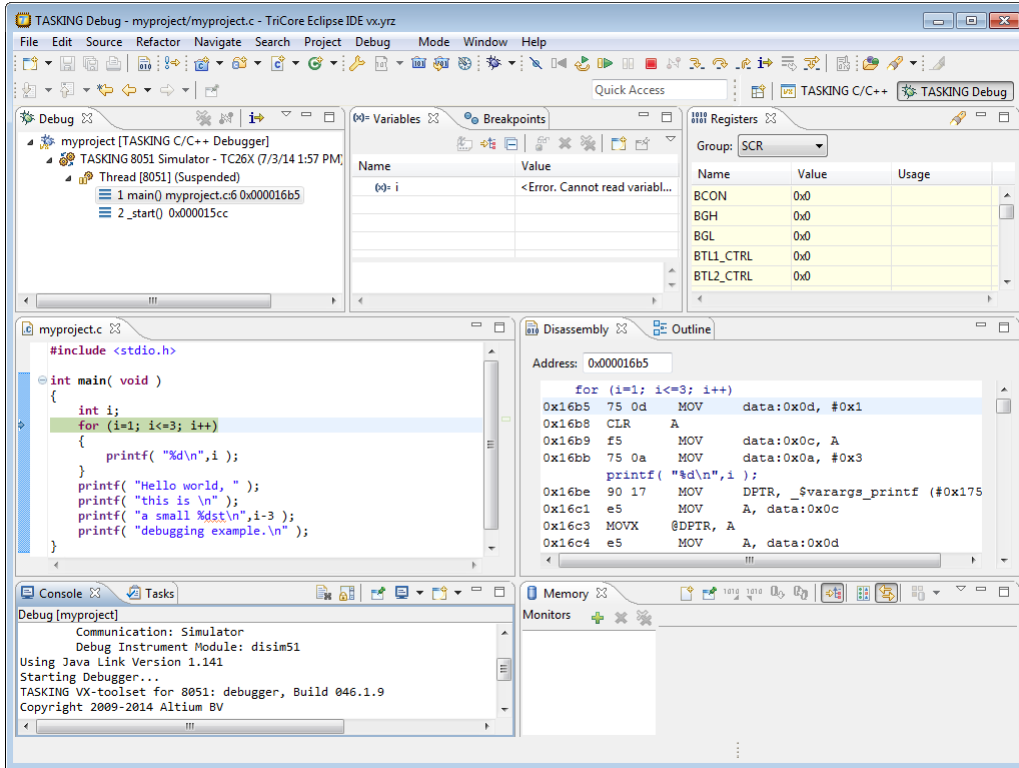 TASKING Debug - myproject/myproject.c - TriCore Eclipse IDE vx.yrz
File Edit Source Refactor Navigate Search Project Debug Mode Window Help
Quick Access
TASKING C/C++
TASKING Debug
Debug
myproject [TASKING C/C++ Debugger]
TASKING 8051 Simulator - TC26X (7/3/14 1:57 PM)
Thread [8051] (Suspended)
1 main() myproject.c:6 0x000016b5
2 _start() 0x000015cc
(x)= Variables
Breakpoints
Name Value
(x)= i <Error. Cannot read variabl...
Registers
Group: SCR
Name Value Usage
BCON 0x0
BGH 0x0
BGL 0x0
BTL1_CTRL 0x0
BTL2_CTRL 0x0
myproject.c
#include <stdio.h>
int main( void )
{
int i;
for (i=1; i<=3; i++)
{
printf( "%d\n",i );
}
printf( "Hello world, " );
printf( "this is \n" );
printf( "a small %dst\n",i-3 );
printf( "debugging example.\n" );
}
Disassembly
Outline
Address: 0x000016b5
for (i=1; i<=3; i++)
0x16b5 75 0d MOV data:0x0d, #0x1
0x16b8 CLR A
0x16b9 f5 MOV data:0x0c, A
0x16bb 75 0a MOV data:0x0a, #0x3
printf( "%d\n",i );
0x16be 90 17 MOV DPTR, _$varargs_printf (#0x175
0x16c1 e5 MOV A, data:0x0c
0x16c3 MOVX @DPTR, A
0x16c4 e5 MOV A, data:0x0d
Console
Tasks
Debug [myproject]
Communication: Simulator
Debug Instrument Module: disim51
Using Java Link Version 1.141
Starting Debugger...
TASKING VX-toolset for 8051: debugger, Build 046.1.9
Copyright 2009-2014 Altium BV
Memory
Monitors